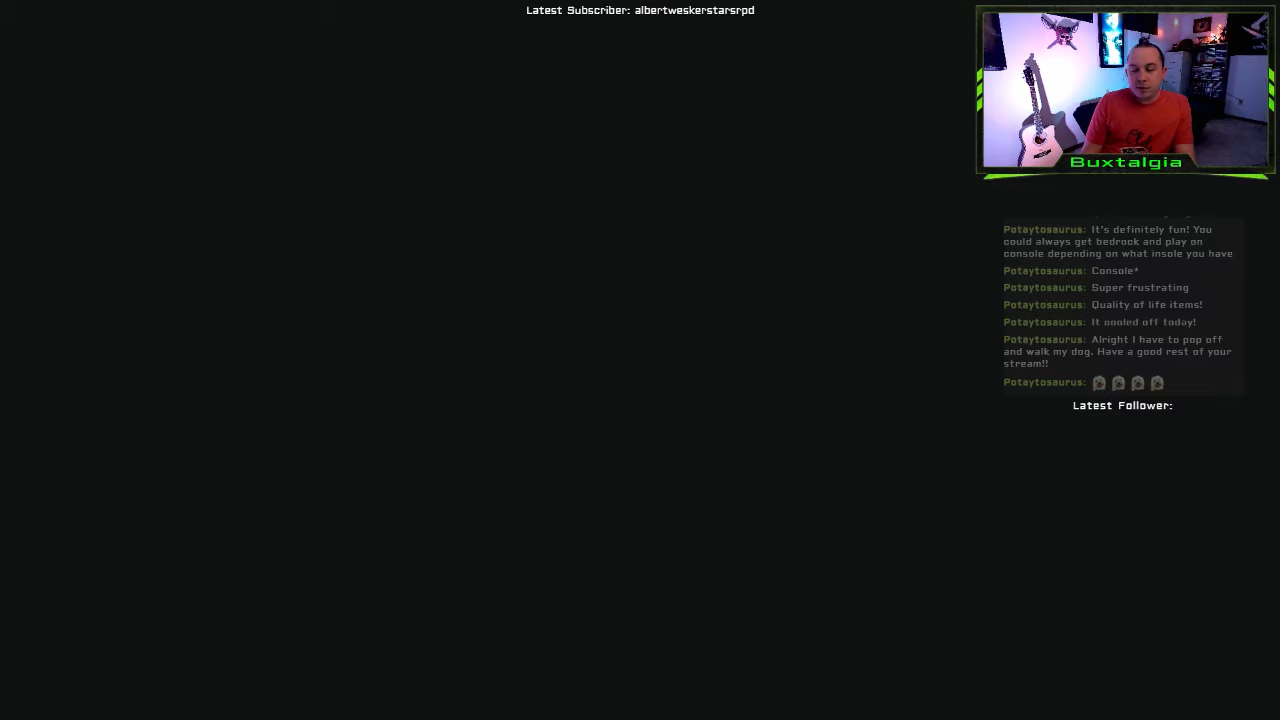 Latest Subscriber: albertweskerstarsrpd
Buxtalgia
Potaytosaurus: It's definitely fun! You
could always get bedrock and play on
console depending on what insole you have
Potaytosaurus: Console*
Potaytosaurus: Super frustrating
Potaytosaurus: Quality of life items!
Potaytosaurus: It cooled off today!
Potaytosaurus: Alright I have to pop off
and walk my dog. Have a good rest of your
stream!!
Potaytosaurus:
Latest Follower: